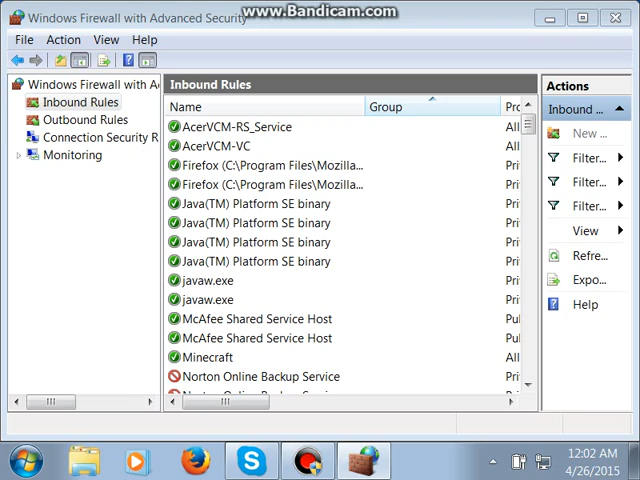 Windows Firewall with Advanced Security
www.Bandicam.com
File Action View Help
Windows Firewall with A
Inbound Rules
Outbound Rules
Connection Security R
Monitoring
Inbound Rules
Name Group Pro
AcerVCM-RS_Service All
AcerVCM-VC All
Firefox (C:\Program Files\Mozilla... Pri
Firefox (C:\Program Files\Mozilla... Pri
Java(TM) Platform SE binary Pri
Java(TM) Platform SE binary Pri
Java(TM) Platform SE binary Pri
Java(TM) Platform SE binary Pri
javaw.exe Pri
javaw.exe Pri
McAfee Shared Service Host Pul
McAfee Shared Service Host Pul
Minecraft All
Norton Online Backup Service Pri
Actions
Inbound ...
New ...
Filter...
Filter...
Filter...
View
Refre...
Expo...
Help
12:02 AM
4/26/2015